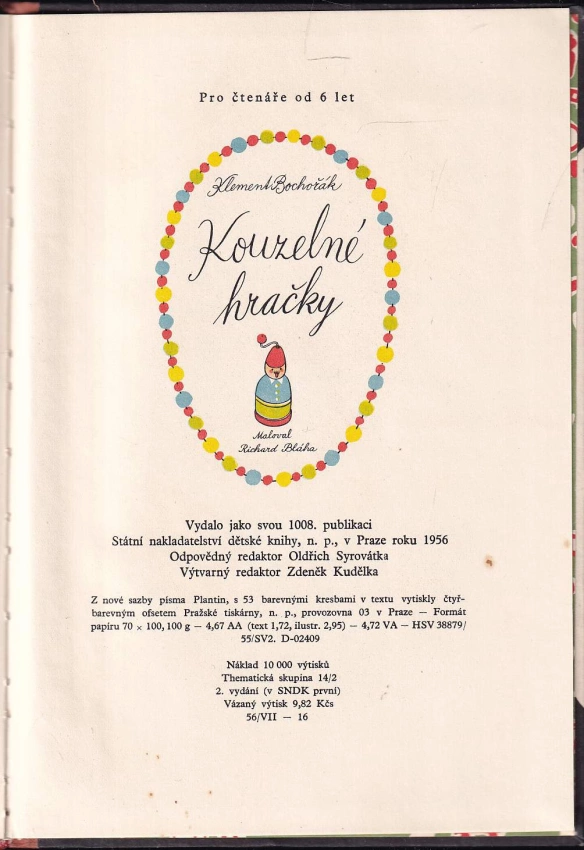 Pro čtenáře od 6 let
Klement Bochořák
Kouzelné
hračky
Maloval
Richard Bláha
Vydalo jako svou 1008. publikaci
Státní nakladatelství dětské knihy, n. p., v Praze roku 1956
Odpovědný redaktor Oldřich Syrovátka
Výtvarný redaktor Zdeněk Kudělka
Z nové sazby písma Plantin, s 53 barevnými kresbami v textu vytiskly čtyř-
barevným ofsetem Pražské tiskárny, n. p., provozovna 03 v Praze — Formát
papíru 70 × 100, 100 g — 4,67 AA (text 1,72, ilustr. 2,95) — 4,72 VA — HSV 38879/
55/SV2. D-02409
Náklad 10 000 výtisků
Thematická skupina 14/2
2. vydání (v SNDK první)
Vázaný výtisk 9,82 Kčs
56/VII — 16